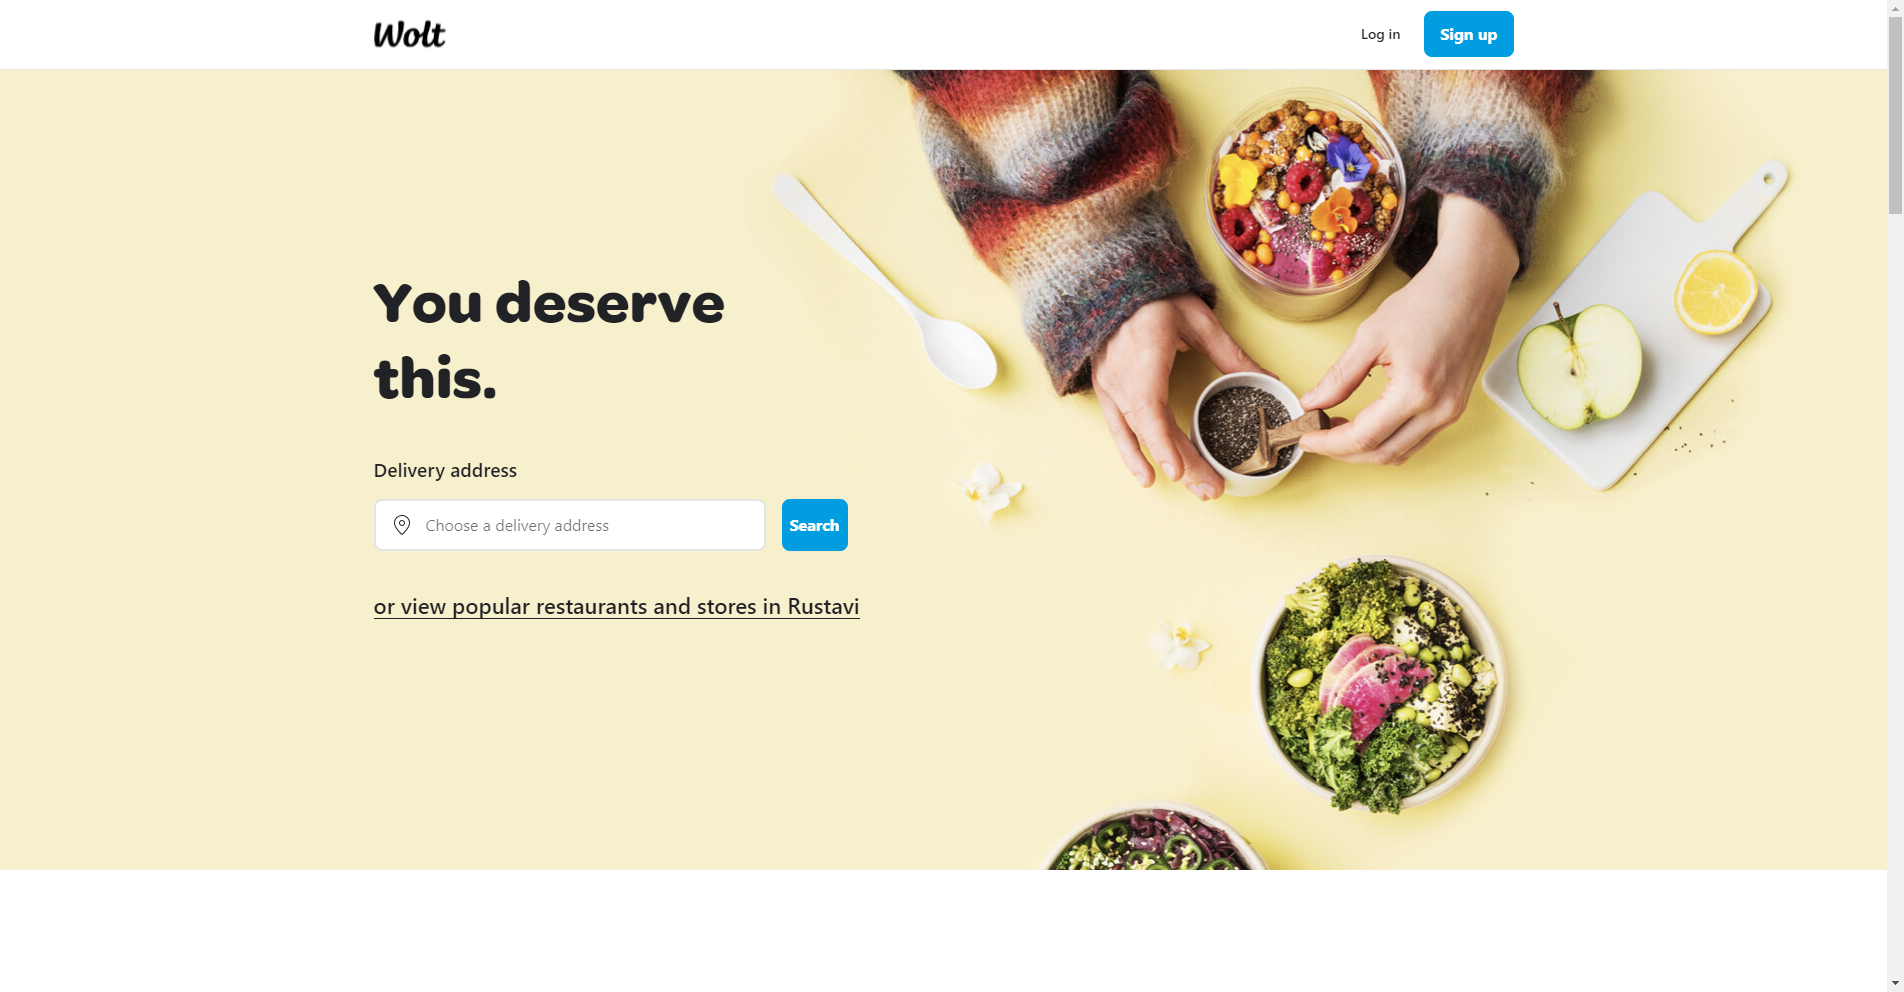 Wolt
Log in
Sign up
You deserve
this.
Delivery address
Choose a delivery address
Search
or view popular restaurants and stores in Rustavi